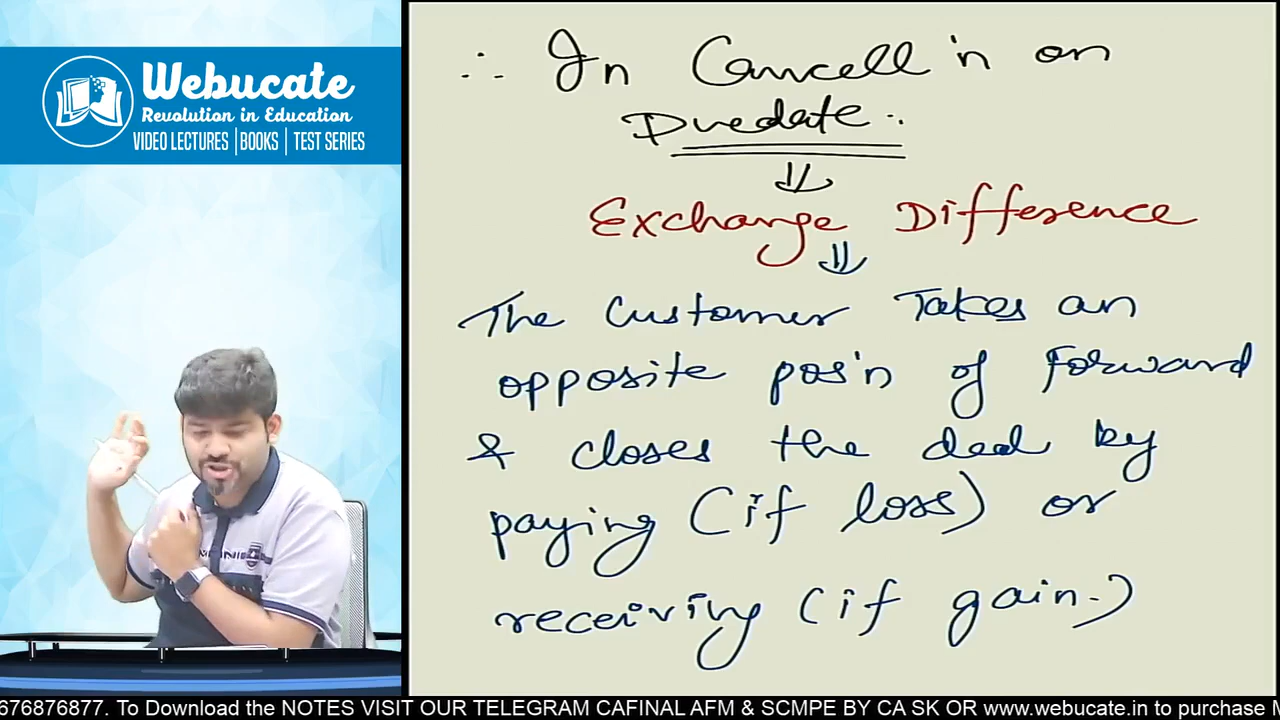 Webucate
Revolution in Education
VIDEO LECTURES | BOOKS | TEST SERIES
∴ In Cancell'n on
Duedate..
⇓
Exchange Difference
⇓
The Customer Takes an
opposite pos'n of Forward
& closes the deal by
paying (if loss) or
receiving (if gain.)
676876877. To Download the NOTES VISIT OUR TELEGRAM CAFINAL AFM & SCMPE BY CA SK OR www.webucate.in to purchase